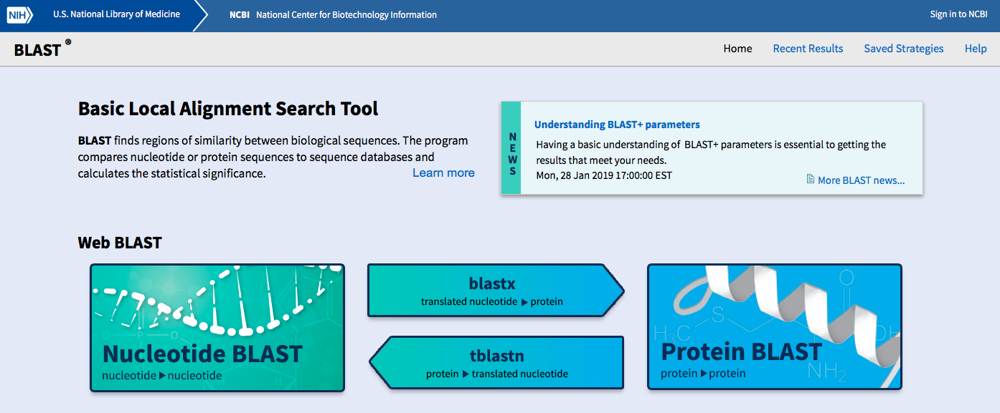 NIH U.S. National Library of Medicine NCBI National Center for Biotechnology Information Sign in to NCBI
BLAST ® Home Recent Results Saved Strategies Help
Basic Local Alignment Search Tool
BLAST finds regions of similarity between biological sequences. The program
compares nucleotide or protein sequences to sequence databases and
calculates the statistical significance. Learn more
NEWS
Understanding BLAST+ parameters
Having a basic understanding of BLAST+ parameters is essential to getting the
results that meet your needs.
Mon, 28 Jan 2019 17:00:00 EST
More BLAST news...
Web BLAST
Nucleotide BLAST
nucleotide ▶ nucleotide
blastx
translated nucleotide ▶ protein
tblastn
protein ▶ translated nucleotide
O
S
H₃C
OH
NH₂
Protein BLAST
protein ▶ protein